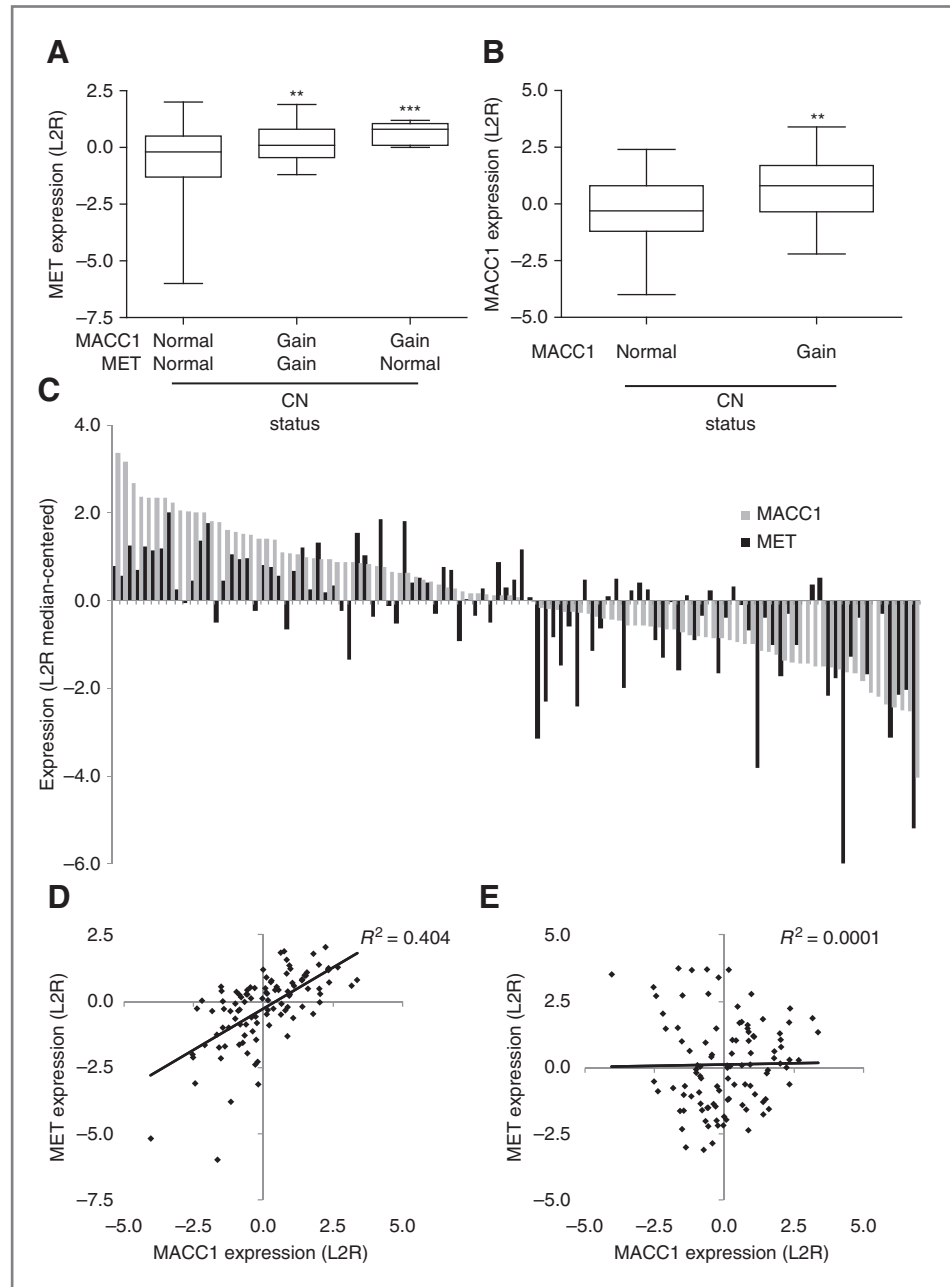 A
B
MET expression (L2R)
2.5
0.0
–2.5
–5.0
–7.5
**
***
MACC1 Normal Gain Gain
MET Normal Gain Normal
CN
status
MACC1 expression (L2R)
5.0
2.5
0.0
–2.5
–5.0
**
MACC1 Normal Gain
CN
status
C
Expression (L2R median-centered)
4.0
2.0
0.0
–2.0
–4.0
–6.0
MACC1
MET
D
MET expression (L2R)
2.5
0.0
–2.5
–5.0
–7.5
R2 = 0.404
–5.0 –2.5 0.0 2.5 5.0
MACC1 expression (L2R)
E
MET expression (L2R)
5.0
2.5
0.0
–2.5
–5.0
R2 = 0.0001
–5.0 –2.5 0.0 2.5 5.0
MACC1 expression (L2R)